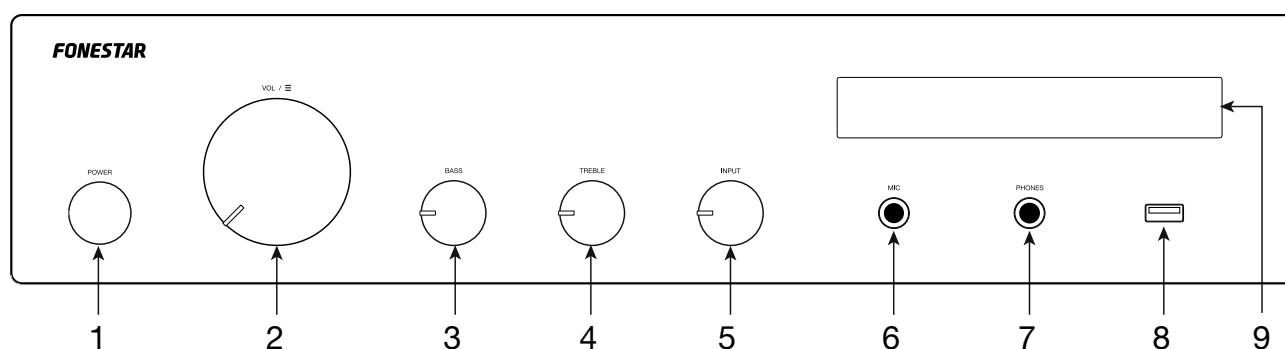 FONESTAR
VOL / ☰
POWER
BASS
TREBLE
INPUT
MIC
PHONES
1 2 3 4 5 6 7 8 9